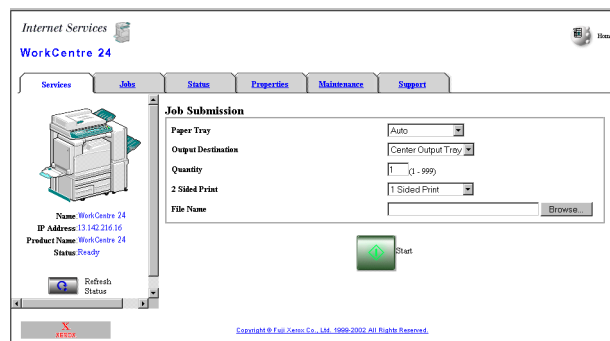 Internet Services
Home
WorkCentre 24
Services Jobs Status Properties Maintenance Support
Job Submission
Paper Tray Auto
Output Destination Center Output Tray
Quantity 1 (1 - 999)
2 Sided Print 1 Sided Print
File Name Browse...
Start
Name:WorkCentre 24
IP Address:13.142.216.16
Product Name:WorkCentre 24
Status:Ready
Refresh
Status
X
XEROX
Copyright © Fuji Xerox Co., Ltd. 1999-2002 All Rights Reserved.